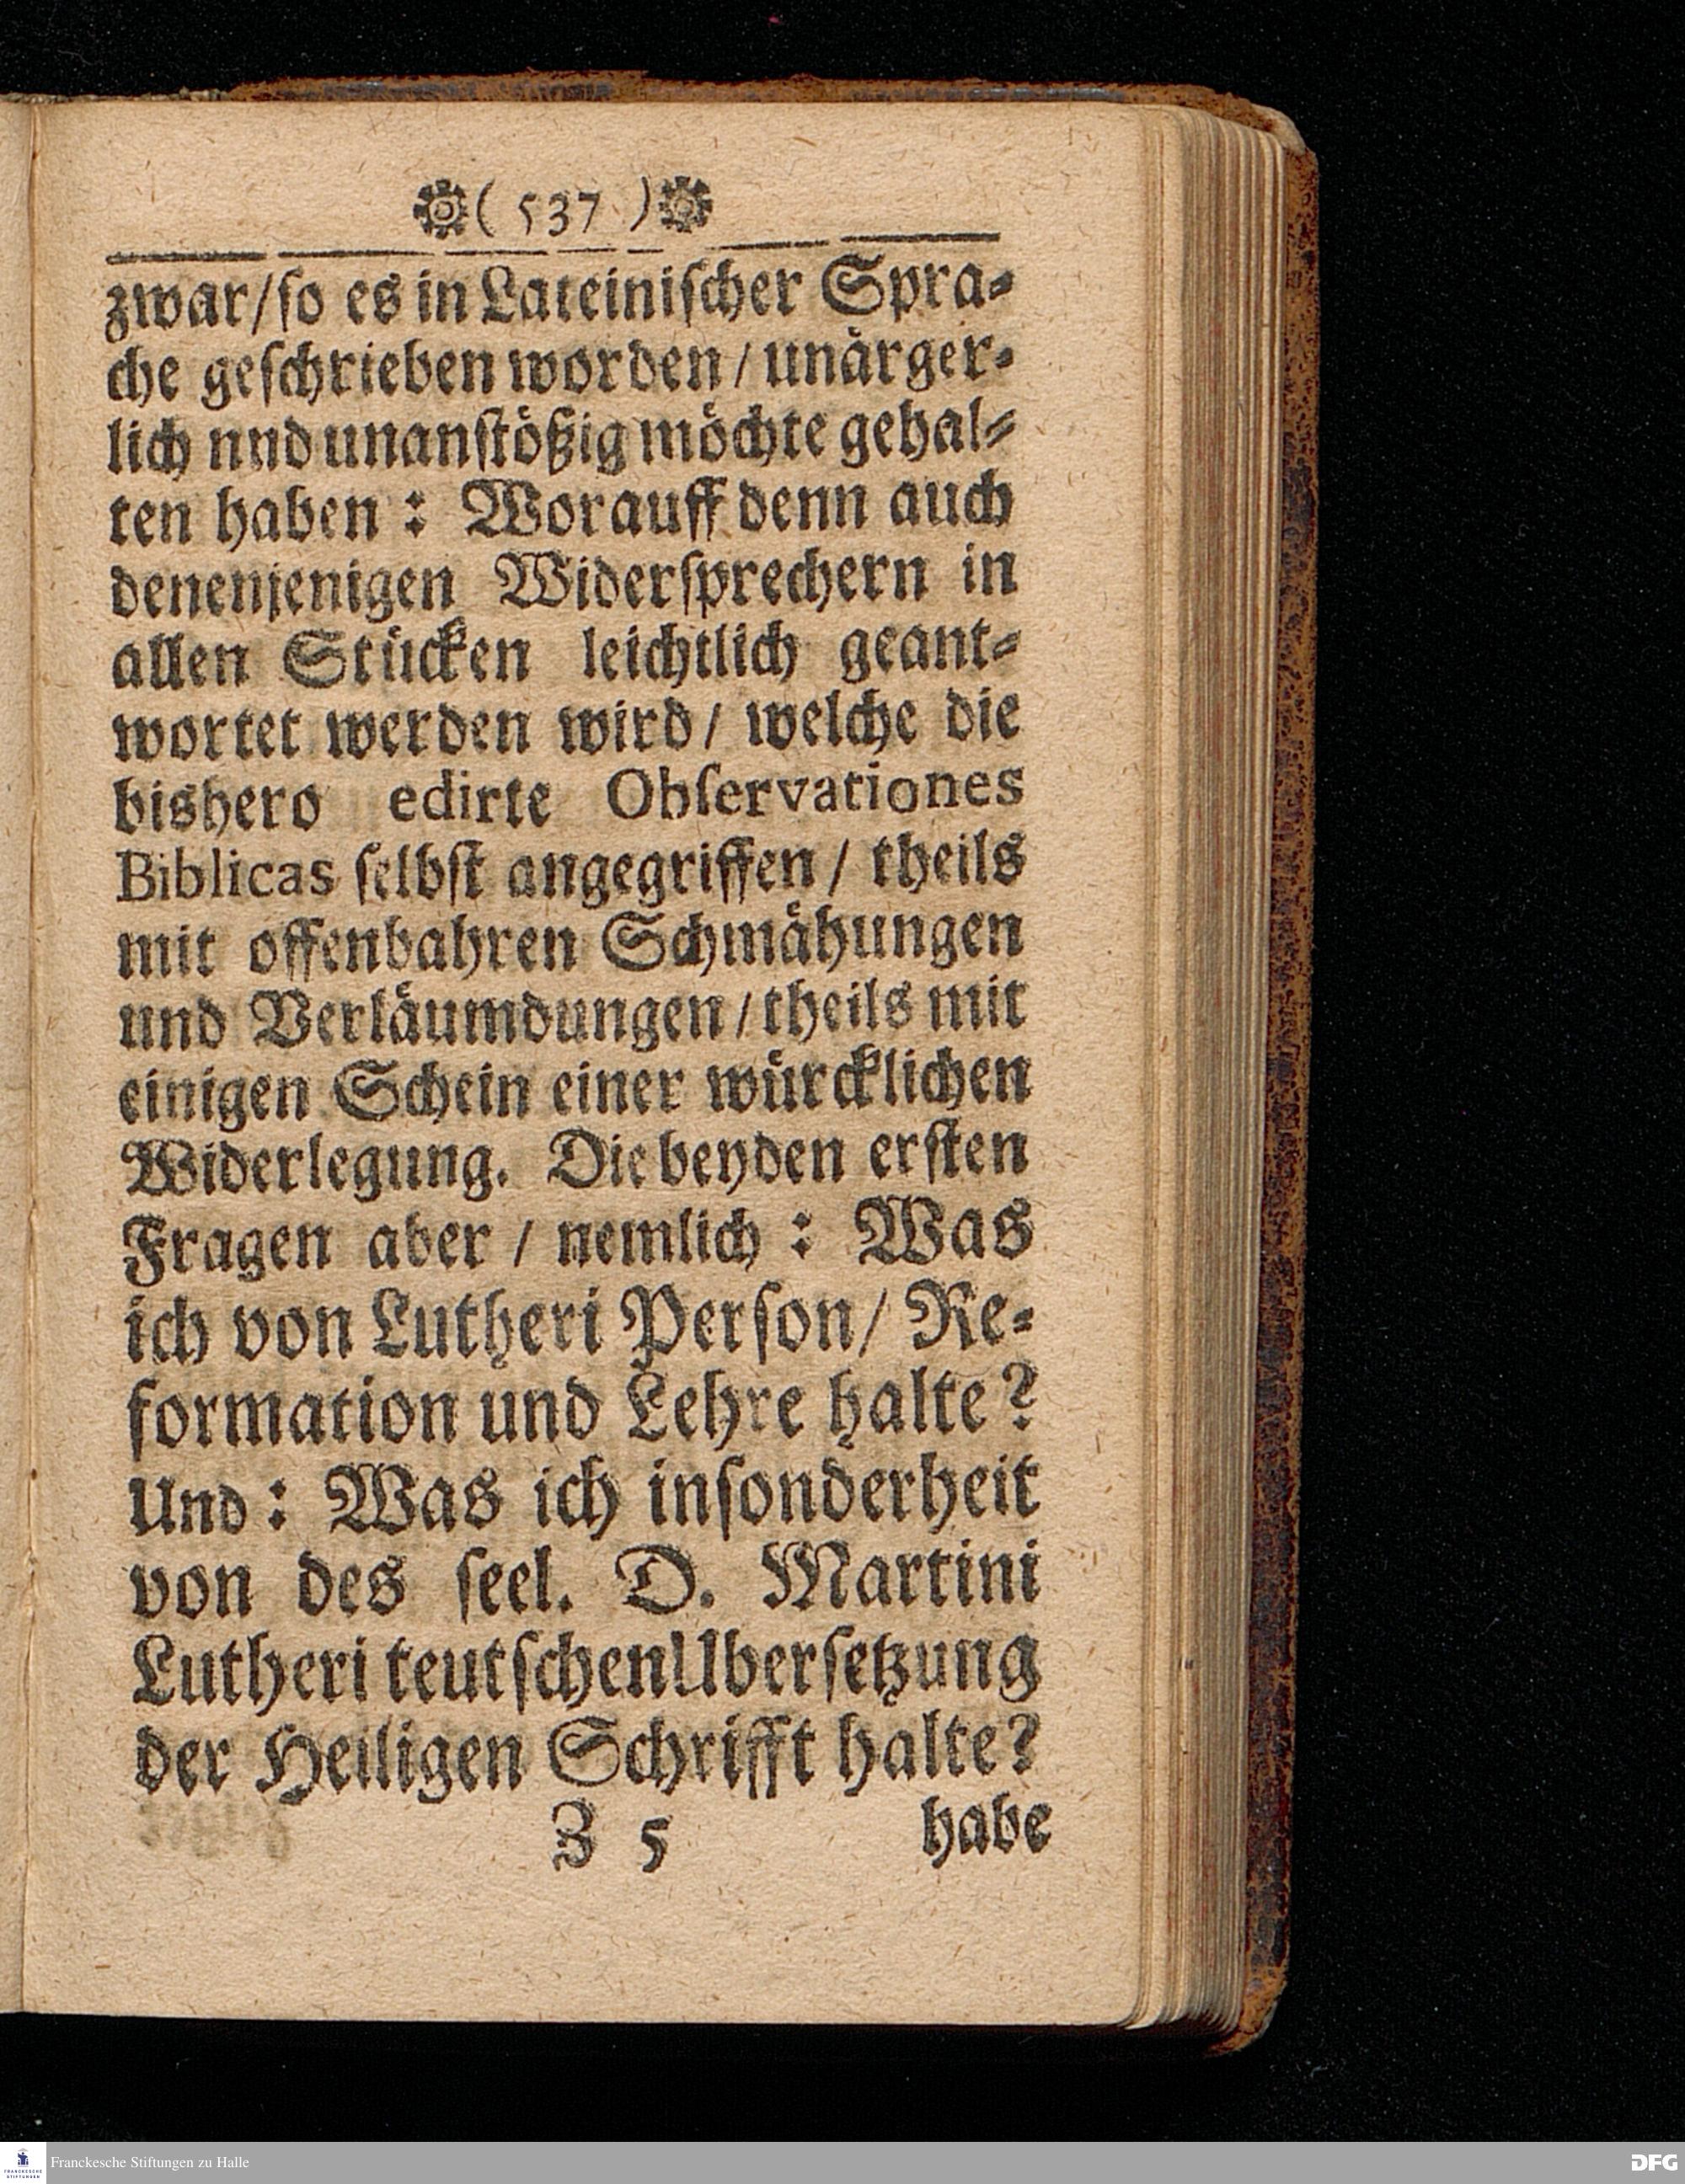 ( 537 )
zwar/ſo es in Lateiniſcher Spra-
che geſchrieben worden/ unärger-
lich nnd unanſtößig möchte gehal-
ten haben: Worauff denn auch
denenjenigen Widerſprechern in
allen Stücken leichtlich geant-
wortet werden wird/ welche die
bishero edirte Obſervationes
Biblicas ſelbſt angegriffen/ theils
mit offenbahren Schmähungen
und Verläumdungen/theils mit
einigen Schein einer würcklichen
Widerlegung. Die beyden erſten
Fragen aber / nemlich: Was
ich von Lutheri Perſon/ Re-
formation und Lehre halte?
Und: Was ich inſonderheit
von des ſeel. D. Martini
Lutheri teutſchen Uberſetzung
der Heiligen Schrifft halte?
Z 5 habe
FRANCKESCHE STIFTUNGEN
Franckesche Stiftungen zu Halle
DFG